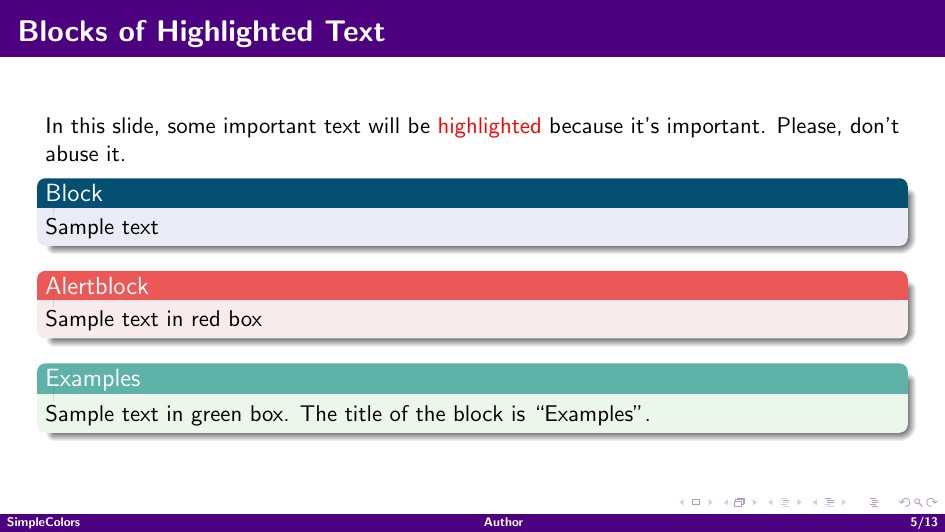 Blocks of Highlighted Text
In this slide, some important text will be highlighted because it's important. Please, don't
abuse it.
Block
Sample text
Alertblock
Sample text in red box
Examples
Sample text in green box. The title of the block is “Examples”.
SimpleColors
Author
5/13